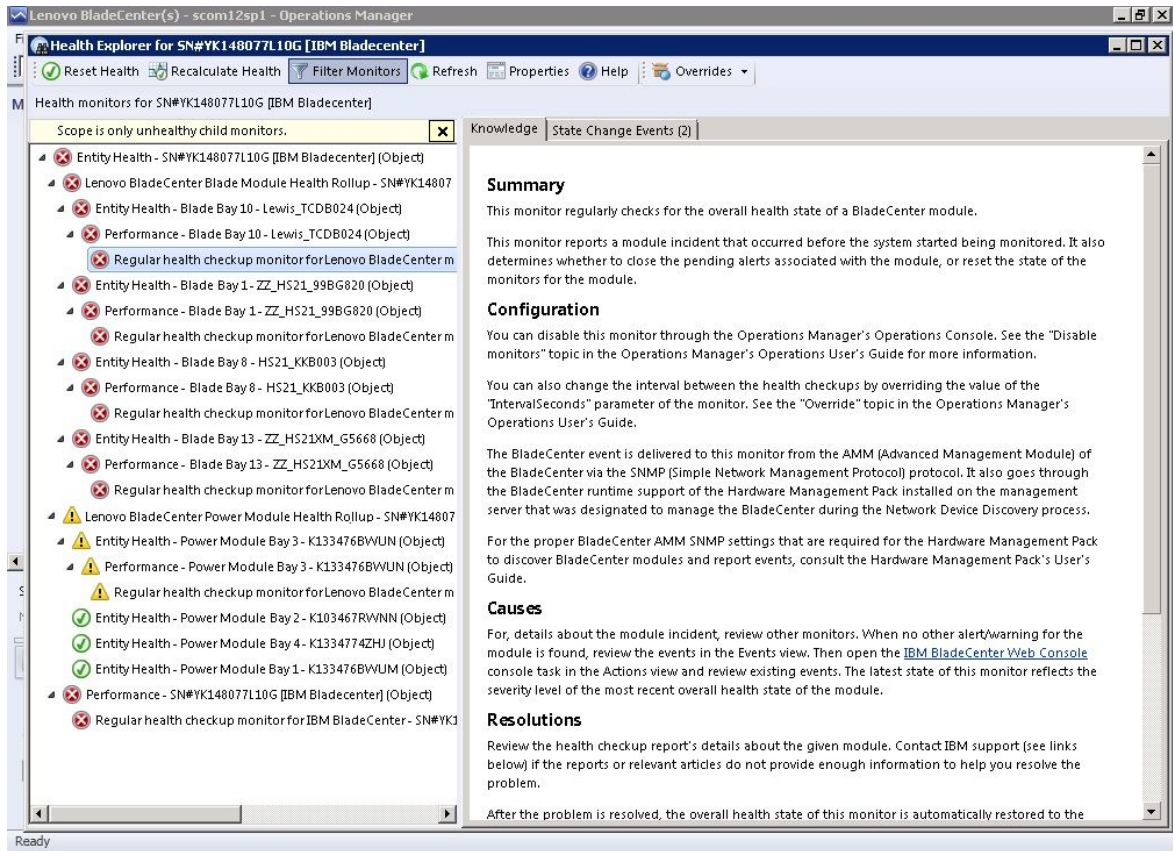 Lenovo BladeCenter(s) - scom12sp1 - Operations Manager
Health Explorer for SN#YK148077L10G [IBM Bladecenter]
Reset Health Recalculate Health Filter Monitors Refresh Properties Help Overrides
Health monitors for SN#YK148077L10G [IBM Bladecenter]
Scope is only unhealthy child monitors.
Entity Health - SN#YK148077L10G [IBM Bladecenter] (Object)
Lenovo BladeCenter Blade Module Health Rollup - SN#YK14807
Entity Health - Blade Bay 10 - Lewis_TCDB024 (Object)
Performance - Blade Bay 10 - Lewis_TCDB024 (Object)
Regular health checkup monitor for Lenovo BladeCenter m
Entity Health - Blade Bay 1 - ZZ_HS21_99BG820 (Object)
Performance - Blade Bay 1 - ZZ_HS21_99BG820 (Object)
Regular health checkup monitor for Lenovo BladeCenter m
Entity Health - Blade Bay 8 - HS21_KKB003 (Object)
Performance - Blade Bay 8 - HS21_KKB003 (Object)
Regular health checkup monitor for Lenovo BladeCenter m
Entity Health - Blade Bay 13 - ZZ_HS21XM_G5668 (Object)
Performance - Blade Bay 13 - ZZ_HS21XM_G5668 (Object)
Regular health checkup monitor for Lenovo BladeCenter m
Lenovo BladeCenter Power Module Health Rollup - SN#YK14807
Entity Health - Power Module Bay 3 - K133476BWUN (Object)
Performance - Power Module Bay 3 - K133476BWUN (Object)
Regular health checkup monitor for Lenovo BladeCenter m
Entity Health - Power Module Bay 2 - K103467RWNN (Object)
Entity Health - Power Module Bay 4 - K1334774ZHJ (Object)
Entity Health - Power Module Bay 1 - K133476BWUM (Object)
Performance - SN#YK148077L10G [IBM Bladecenter] (Object)
Regular health checkup monitor for IBM BladeCenter - SN#YK1
Knowledge State Change Events (2)
Summary
This monitor regularly checks for the overall health state of a BladeCenter module.
This monitor reports a module incident that occurred before the system started being monitored. It also
determines whether to close the pending alerts associated with the module, or reset the state of the
monitors for the module.
Configuration
You can disable this monitor through the Operations Manager's Operations Console. See the "Disable
monitors" topic in the Operations Manager's Operations User's Guide for more information.
You can also change the interval between the health checkups by overriding the value of the
"IntervalSeconds" parameter of the monitor. See the "Override" topic in the Operations Manager's
Operations User's Guide.
The BladeCenter event is delivered to this monitor from the AMM (Advanced Management Module) of
the BladeCenter via the SNMP (Simple Network Management Protocol) protocol. It also goes through
the BladeCenter runtime support of the Hardware Management Pack installed on the management
server that was designated to manage the BladeCenter during the Network Device Discovery process.
For the proper BladeCenter AMM SNMP settings that are required for the Hardware Management Pack
to discover BladeCenter modules and report events, consult the Hardware Management Pack's User's
Guide.
Causes
For, details about the module incident, review other monitors. When no other alert/warning for the
module is found, review the events in the Events view. Then open the IBM BladeCenter Web Console
console task in the Actions view and review existing events. The latest state of this monitor reflects the
severity level of the most recent overall health state of the module.
Resolutions
Review the health checkup report's details about the given module. Contact IBM support (see links
below) if the reports or relevant articles do not provide enough information to help you resolve the
problem.
After the problem is resolved, the overall health state of this monitor is automatically restored to the
Ready